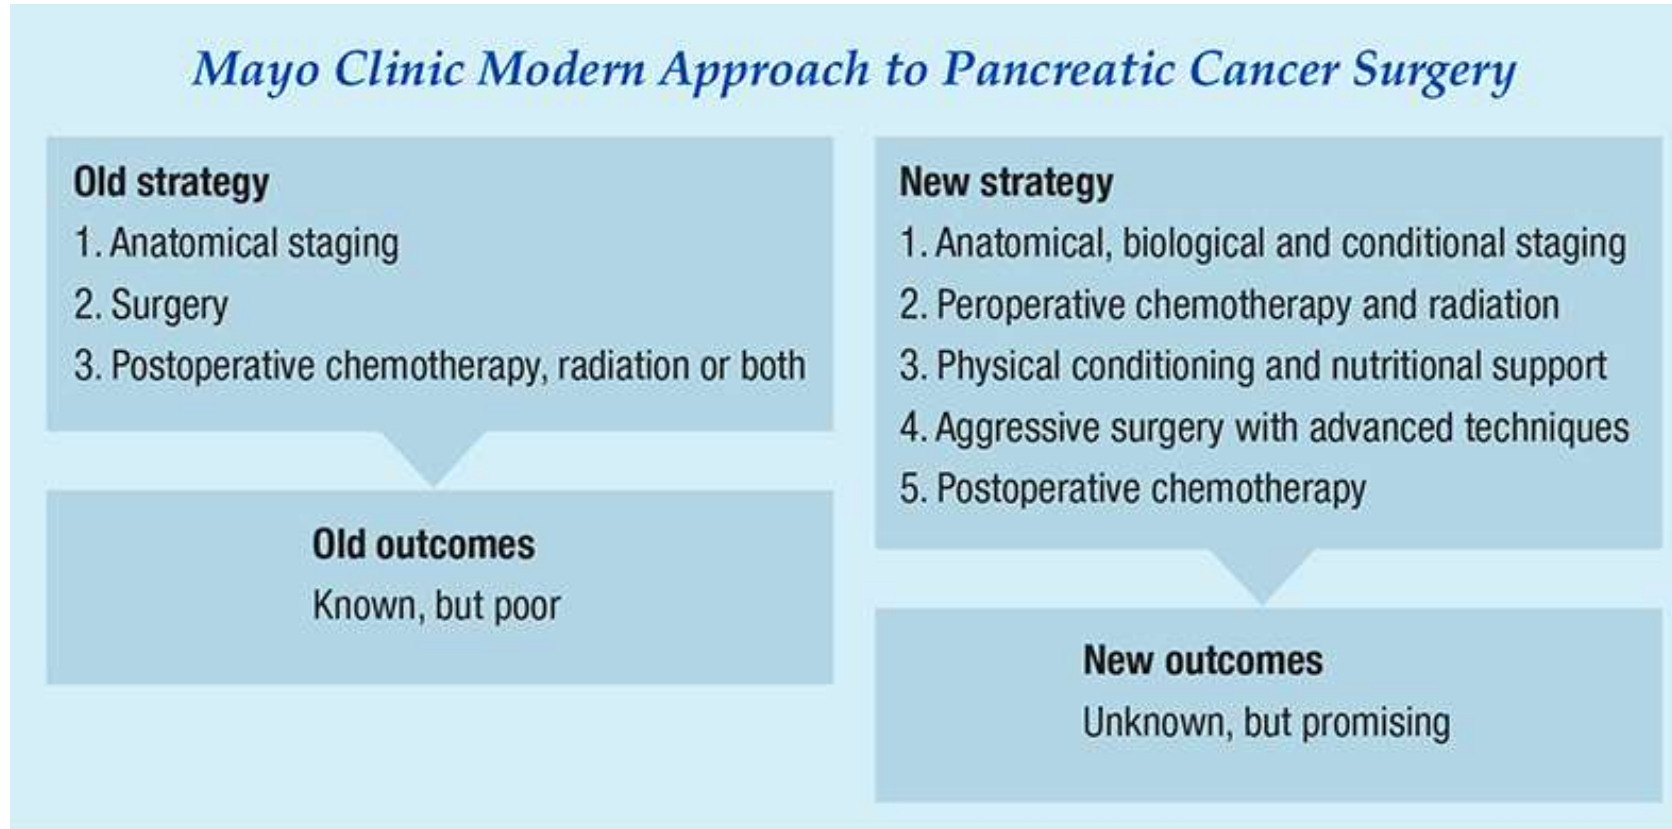 Mayo Clinic Modern Approach to Pancreatic Cancer Surgery
Old strategy
1. Anatomical staging
2. Surgery
3. Postoperative chemotherapy, radiation or both
Old outcomes
Known, but poor
New strategy
1. Anatomical, biological and conditional staging
2. Peroperative chemotherapy and radiation
3. Physical conditioning and nutritional support
4. Aggressive surgery with advanced techniques
5. Postoperative chemotherapy
New outcomes
Unknown, but promising